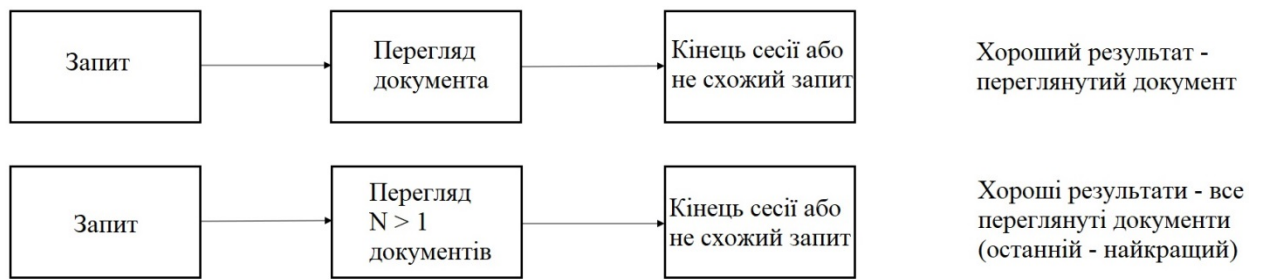 Запит
Перегляд
документа
Кінець сесії або
не схожий запит
Хороший результат -
переглянутий документ
Запит
Перегляд
N > 1
документів
Кінець сесії або
не схожий запит
Хороші результати - все
переглянуті документи
(останній - найкращий)